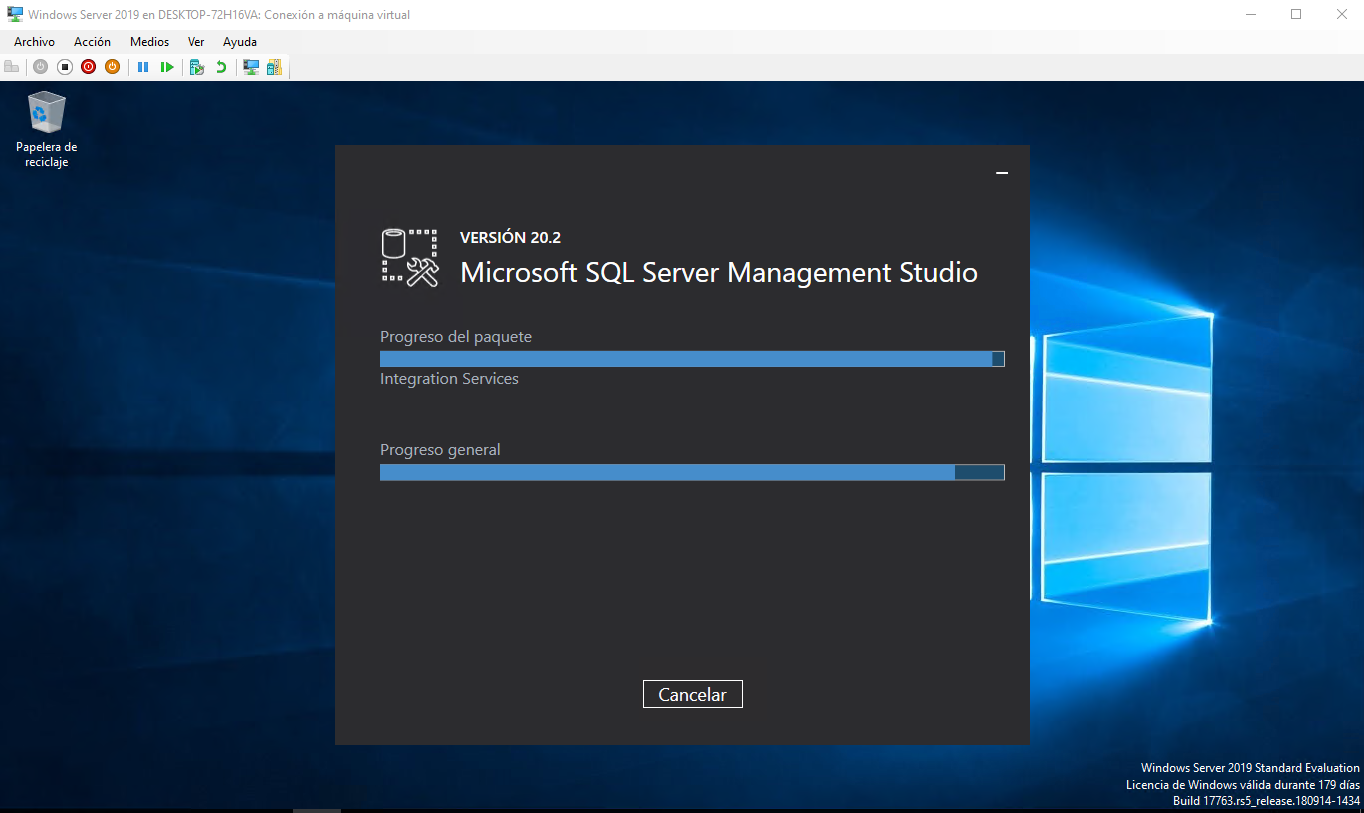 Windows Server 2019 en DESKTOP-72H16VA: Conexión a máquina virtual
Archivo Acción Medios Ver Ayuda
Papelera de
reciclaje
VERSIÓN 20.2
Microsoft SQL Server Management Studio
Progreso del paquete
Integration Services
Progreso general
Cancelar
Windows Server 2019 Standard Evaluation
Licencia de Windows válida durante 179 días
Build 17763.rs5_release.180914-1434